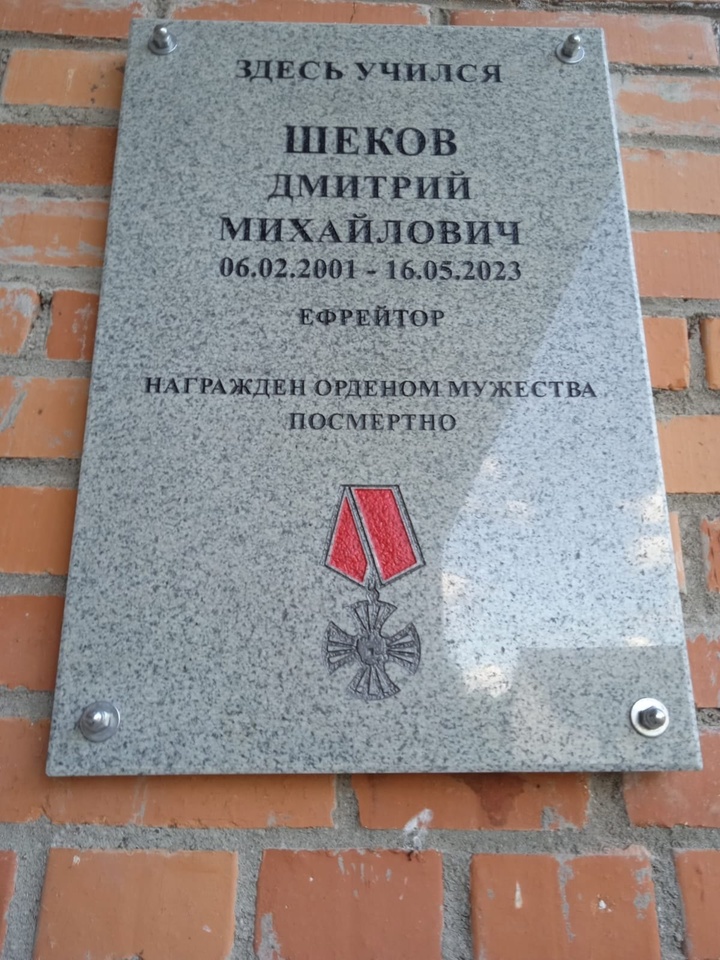 ЗДЕСЬ УЧИЛСЯ
ШЕКОВ
ДМИТРИЙ
МИХАЙЛОВИЧ
06.02.2001 - 16.05.2023
ЕФРЕЙТОР
НАГРАЖДЕН ОРДЕНОМ МУЖЕСТВА
ПОСМЕРТНО